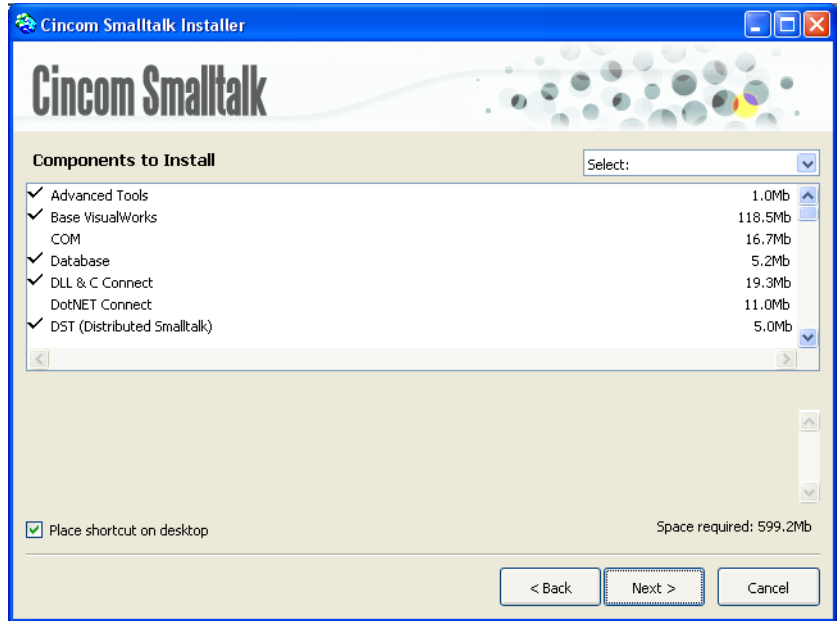 Cincom Smalltalk Installer
Cincom Smalltalk
Components to Install
Select:
Advanced Tools 1.0Mb
Base VisualWorks 118.5Mb
COM 16.7Mb
Database 5.2Mb
DLL & C Connect 19.3Mb
DotNET Connect 11.0Mb
DST (Distributed Smalltalk) 5.0Mb
Place shortcut on desktop
Space required: 599.2Mb
< Back Next > Cancel